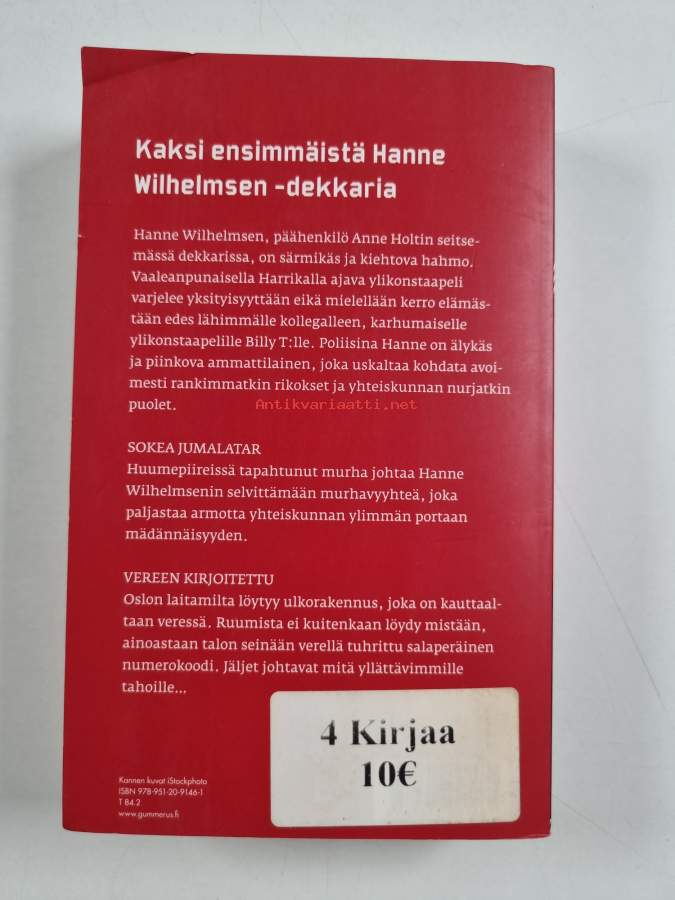 Kaksi ensimmäistä Hanne
Wilhelmsen -dekkaria
Hanne Wilhelmsen, päähenkilö Anne Holtin seitse-
mässä dekkarissa, on särmikäs ja kiehtova hahmo.
Vaaleanpunaisella Harrikalla ajava ylikonstaapeli
varjelee yksityisyyttään eikä mielellään kerro elämäs-
tään edes lähimmälle kollegalleen, karhumaiselle
ylikonstaapelille Billy T:lle. Poliisina Hanne on älykäs
ja piinkova ammattilainen, joka uskaltaa kohdata avoi-
mesti rankimmatkin rikokset ja yhteiskunnan nurjatkin
puolet.
Antikvariaatti.net
SOKEA JUMALATAR
Huumepiireissä tapahtunut murha johtaa Hanne
Wilhelmsenin selvittämään murhavyyhteä, joka
paljastaa armotta yhteiskunnan ylimmän portaan
mädännäisyyden.
VEREEN KIRJOITETTU
Oslon laitamilta löytyy ulkorakennus, joka on kauttaal-
taan veressä. Ruumista ei kuitenkaan löydy mistään,
ainoastaan talon seinään verellä tuhrittu salaperäinen
numerokoodi. Jäljet johtavat mitä yllättävimmille
tahoille...
4 Kirjaa
10€
Kannen kuvat iStockphoto
ISBN 978-951-20-9146-1
T 84.2
www.gummerus.fi